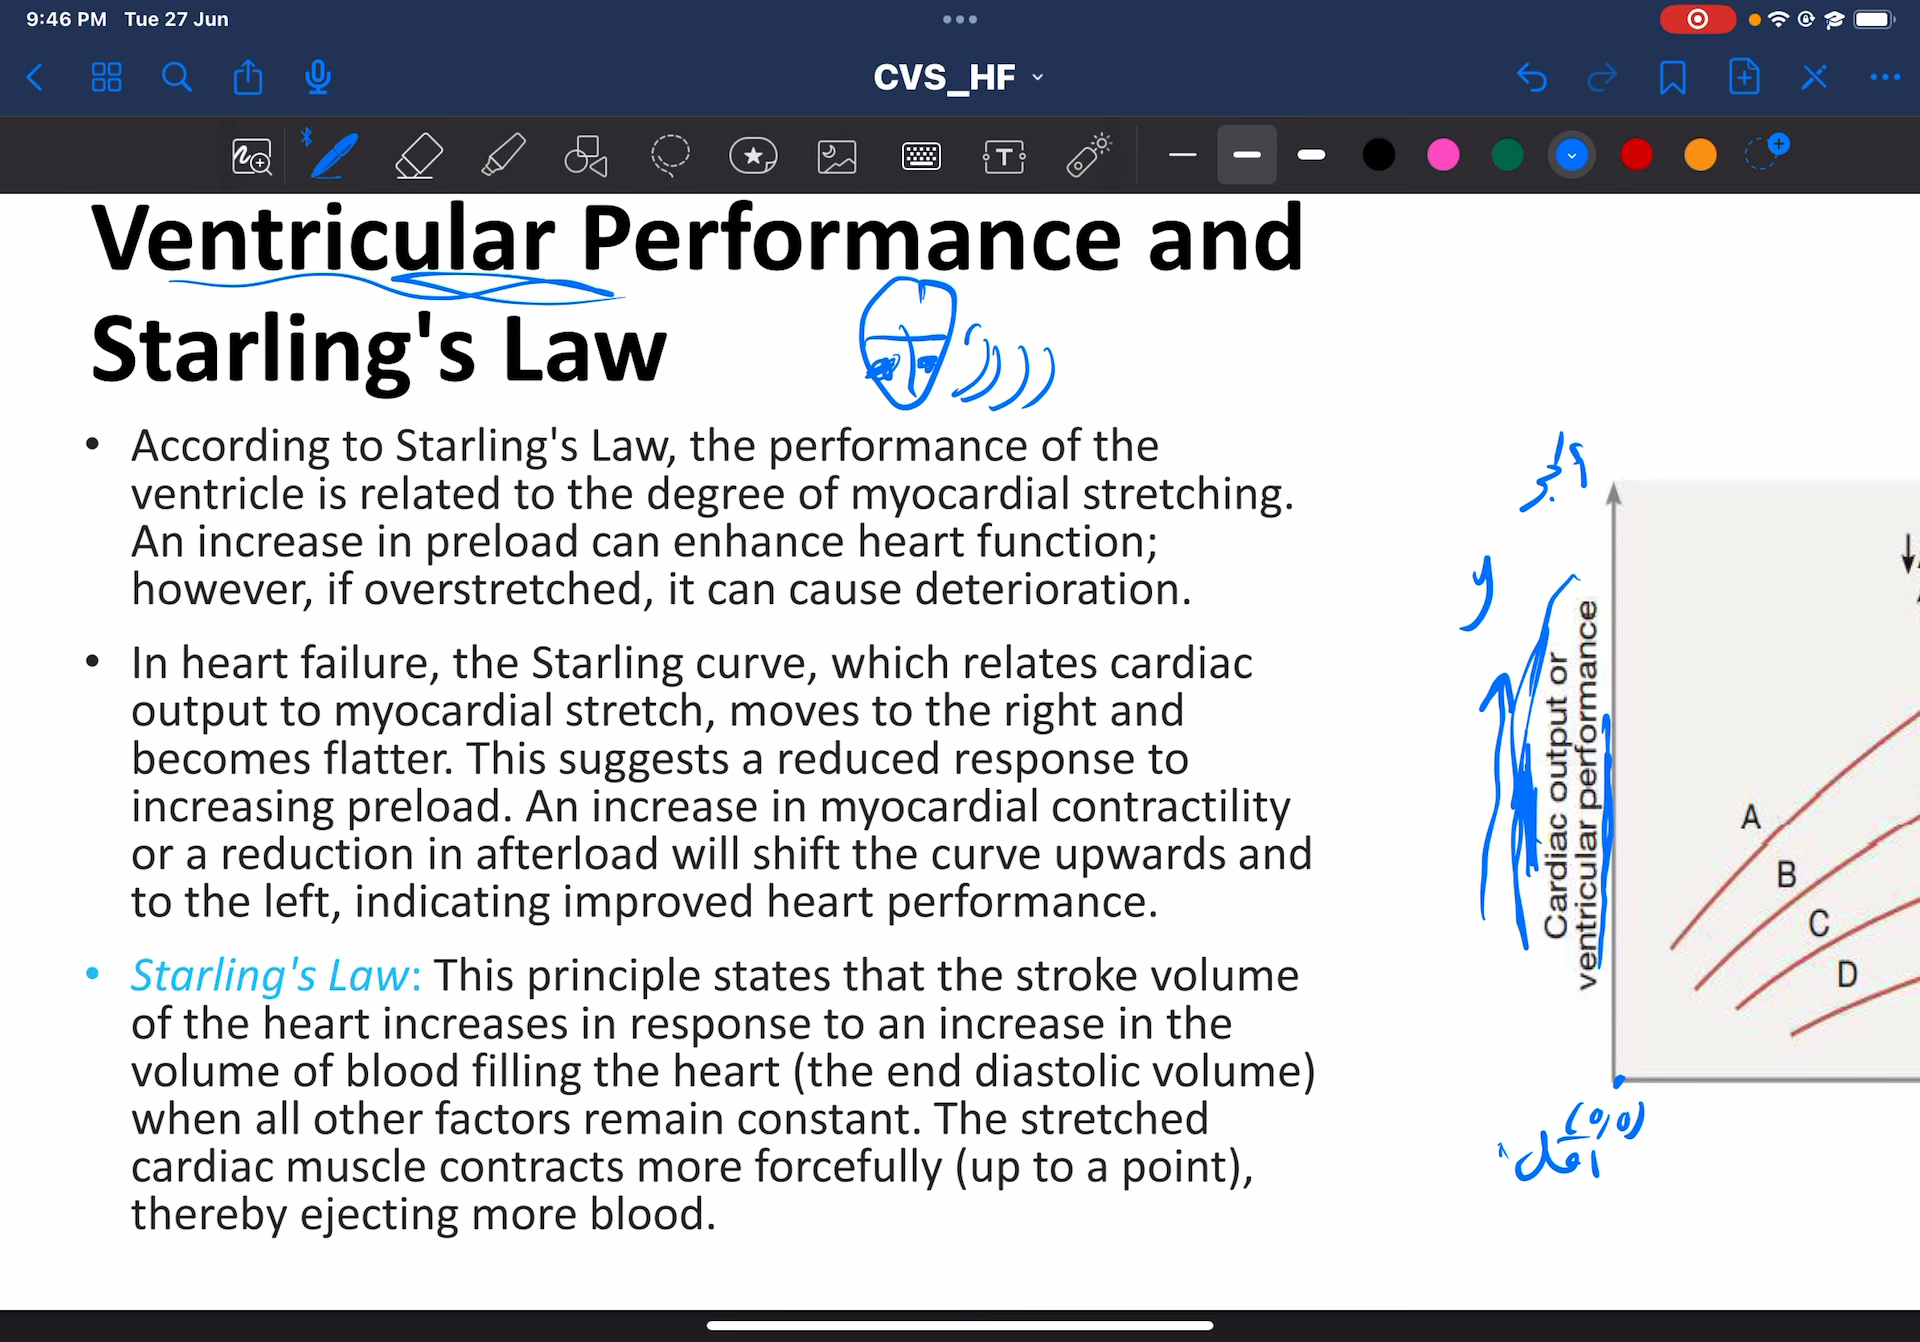 9:46 PM Tue 27 Jun
CVS_HF
Ventricular Performance and
Starling's Law
• According to Starling's Law, the performance of the
ventricle is related to the degree of myocardial stretching.
An increase in preload can enhance heart function;
however, if overstretched, it can cause deterioration.
• In heart failure, the Starling curve, which relates cardiac
output to myocardial stretch, moves to the right and
becomes flatter. This suggests a reduced response to
increasing preload. An increase in myocardial contractility
or a reduction in afterload will shift the curve upwards and
to the left, indicating improved heart performance.
• Starling's Law: This principle states that the stroke volume
of the heart increases in response to an increase in the
volume of blood filling the heart (the end diastolic volume)
when all other factors remain constant. The stretched
cardiac muscle contracts more forcefully (up to a point),
thereby ejecting more blood.
y
Cardiac output or
ventricular performance
A
B
C
D
(0,0)